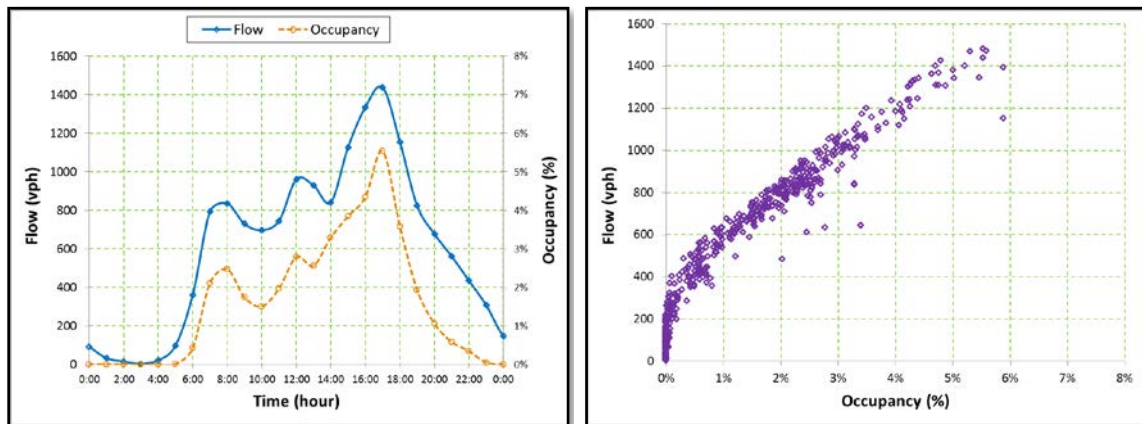 Flow Occupancy
1600 8%
1400 7%
1200 6%
1000 5%
800 4%
600 3%
400 2%
200 1%
0 0%
Flow (vph)
Occupancy (%)
0:00 2:00 4:00 6:00 8:00 10:00 12:00 14:00 16:00 18:00 20:00 22:00 0:00
Time (hour)
1600
1400
1200
1000
800
600
400
200
0
Flow (vph)
0% 1% 2% 3% 4% 5% 6% 7% 8%
Occupancy (%)